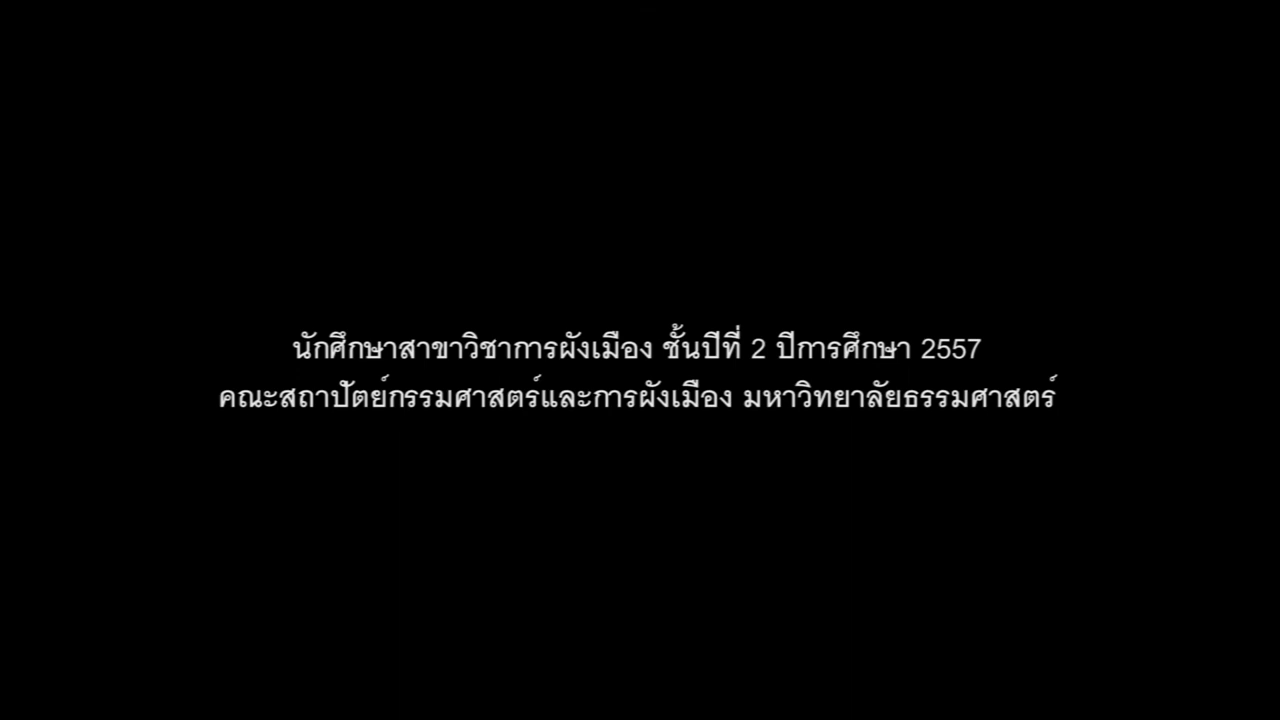 นักศึกษาสาขาวิชาการผังเมือง ชั้นปีที่ 2 ปีการศึกษา 2557
คณะสถาปัตย์กรรมศาสตร์และการผังเมือง มหาวิทยาลัยธรรมศาสตร์